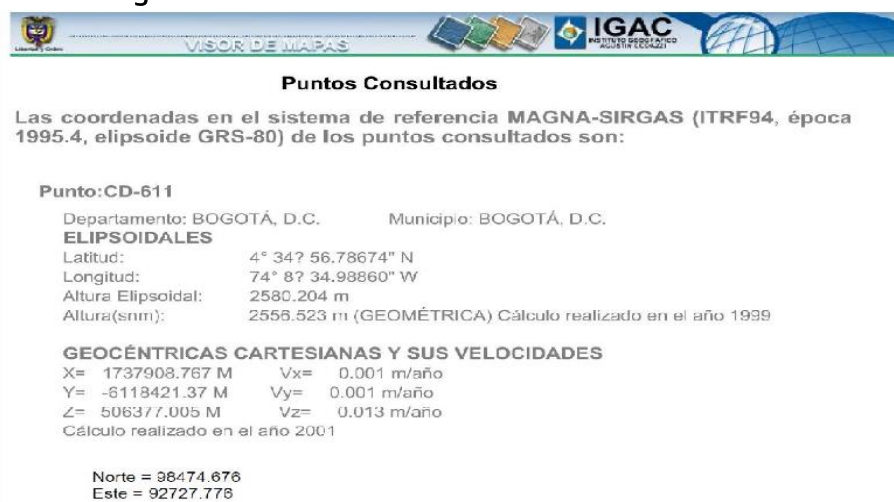 VISOR DE MAPAS
IGAC
INSTITUTO GEOGRÁFICO
AGUSTÍN CODAZZI
Puntos Consultados
Las coordenadas en el sistema de referencia MAGNA-SIRGAS (ITRF94, época
1995.4, elipsoide GRS-80) de los puntos consultados son:
Punto:CD-611
Departamento: BOGOTÁ, D.C. Municipio: BOGOTÁ, D.C.
ELIPSOIDALES
Latitud: 4° 34? 56.78674" N
Longitud: 74° 8? 34.98860" W
Altura Elipsoidal: 2580.204 m
Altura(snm): 2556.523 m (GEOMÉTRICA) Cálculo realizado en el año 1999
GEOCÉNTRICAS CARTESIANAS Y SUS VELOCIDADES
X= 1737908.767 M Vx= 0.001 m/año
Y= -6118421.37 M Vy= 0.001 m/año
Z= 506377.005 M Vz= 0.013 m/año
Cálculo realizado en el año 2001
Norte = 98474.676
Este = 92727.776